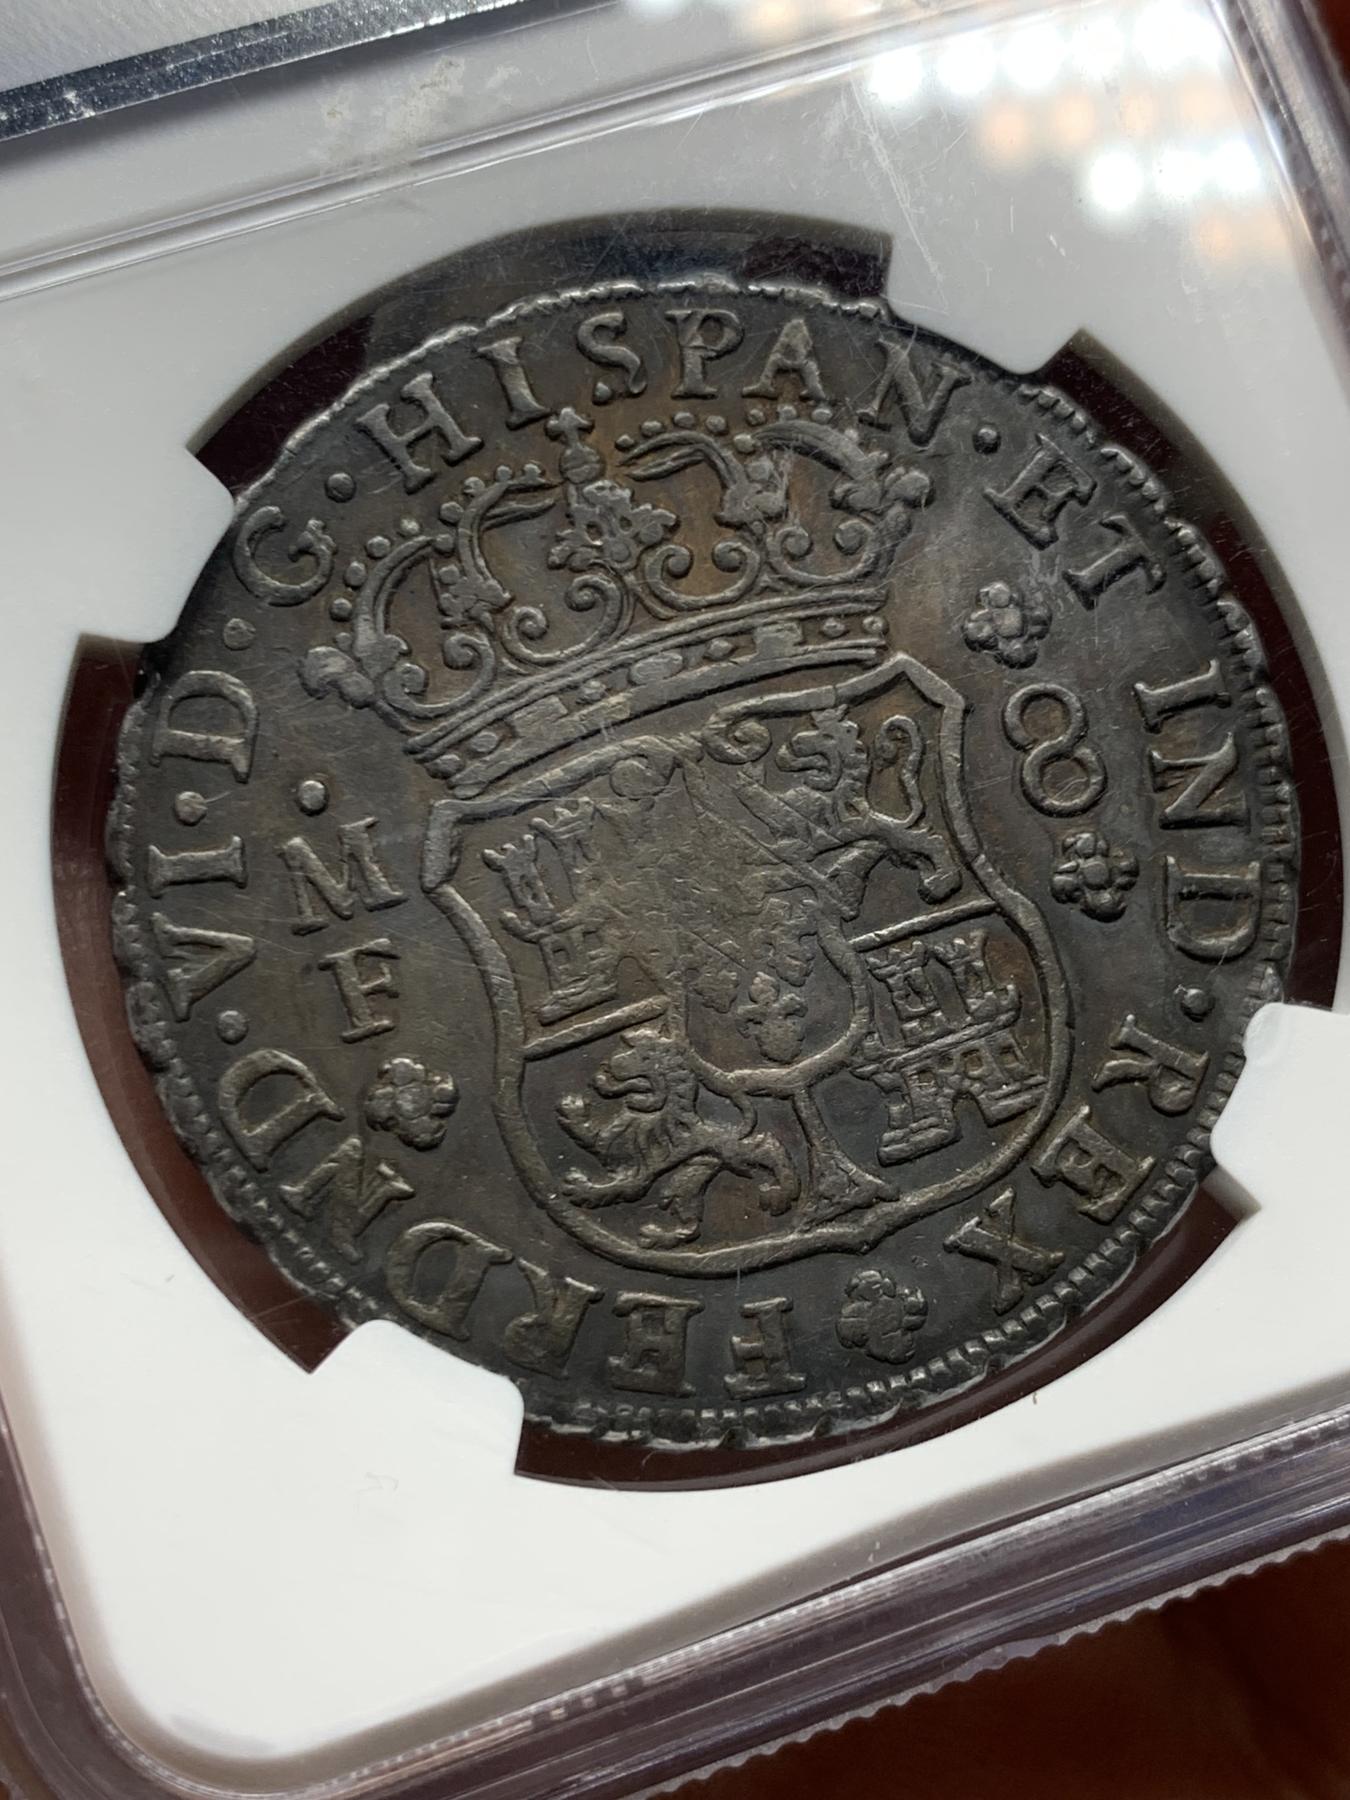 FERDND·VI·D·G·HISPAN·ET IND·REX
·M
F
8